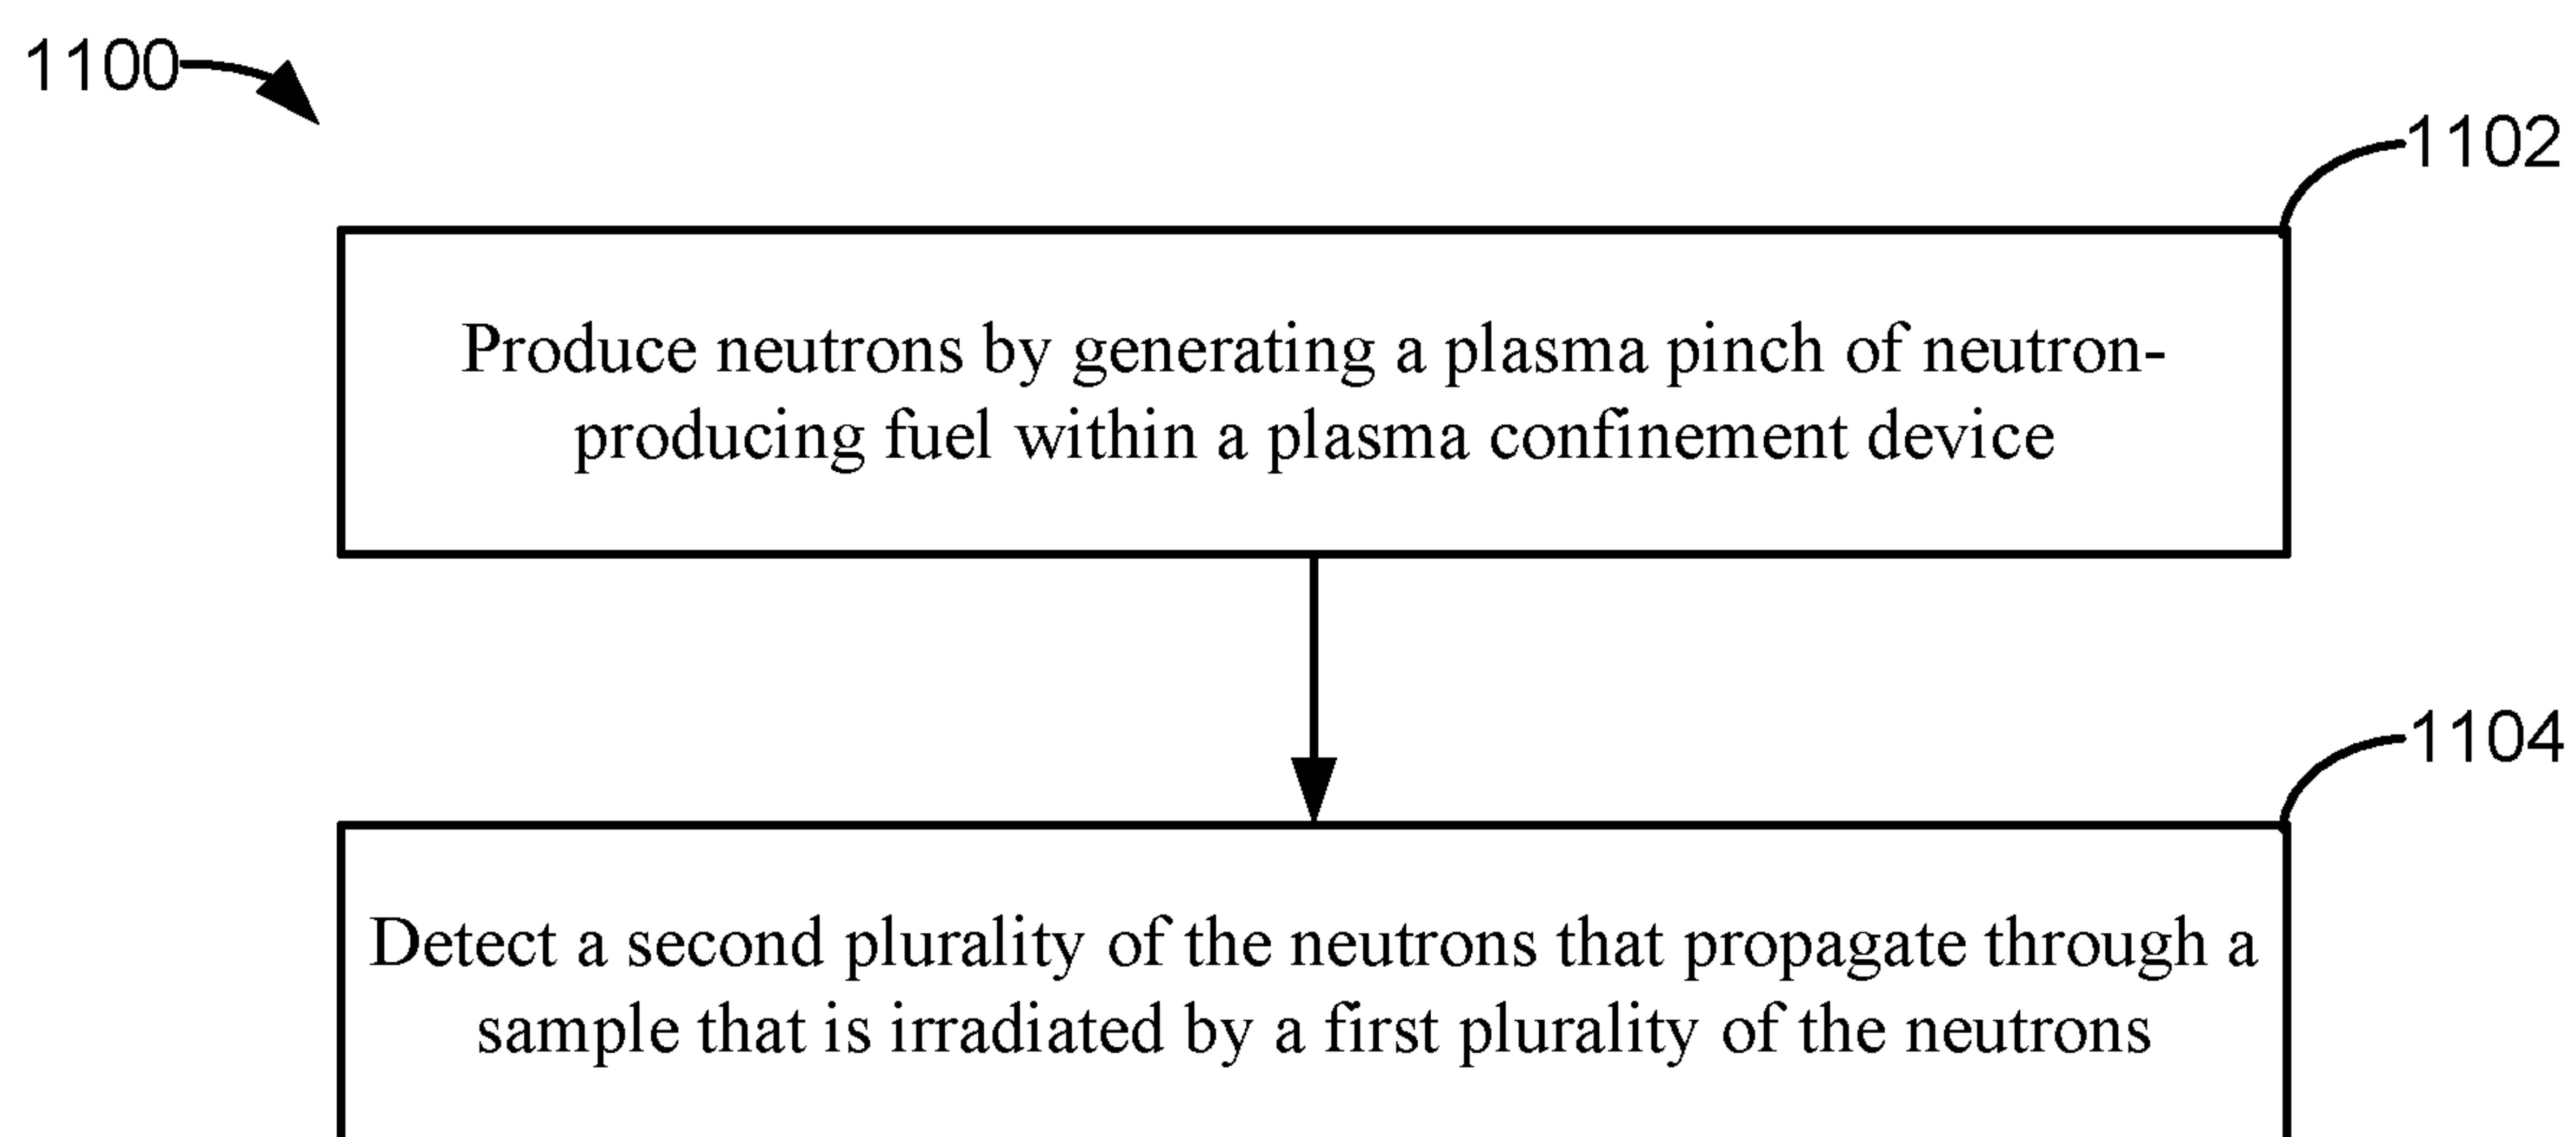 1100
1102
Produce neutrons by generating a plasma pinch of neutron-
producing fuel within a plasma confinement device
1104
Detect a second plurality of the neutrons that propagate through a
sample that is irradiated by a first plurality of the neutrons